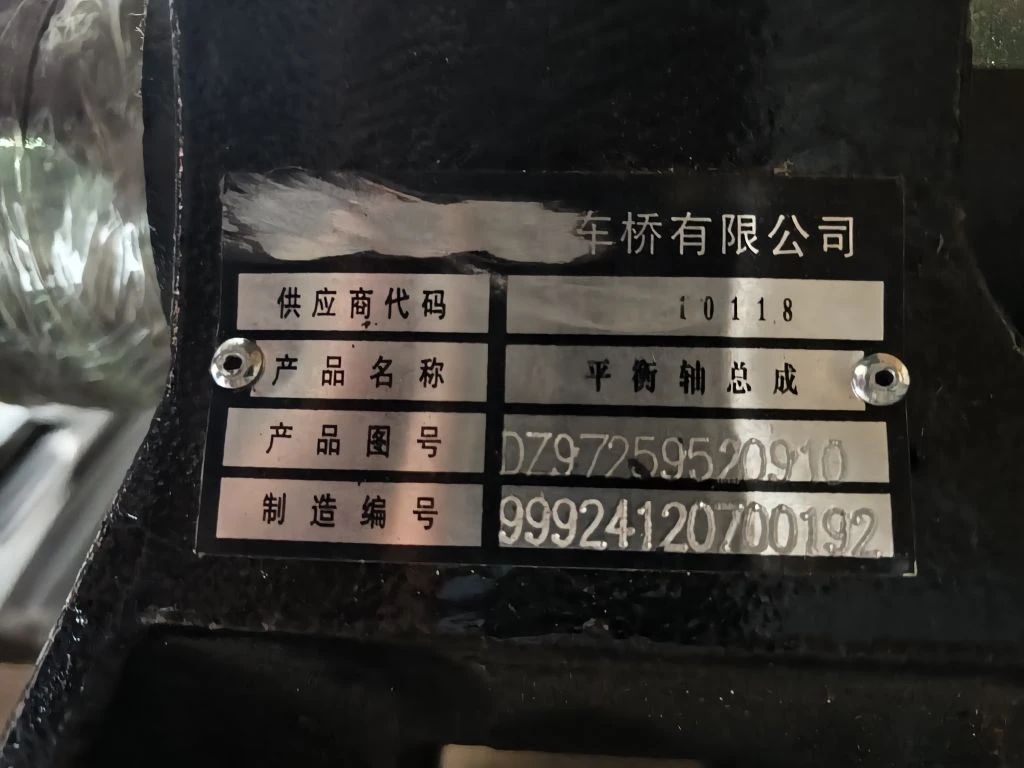 车桥有限公司
供应商代码 10118
产品名称 平衡轴总成
产品图号 DZ97259520910
制造编号 99924120700192